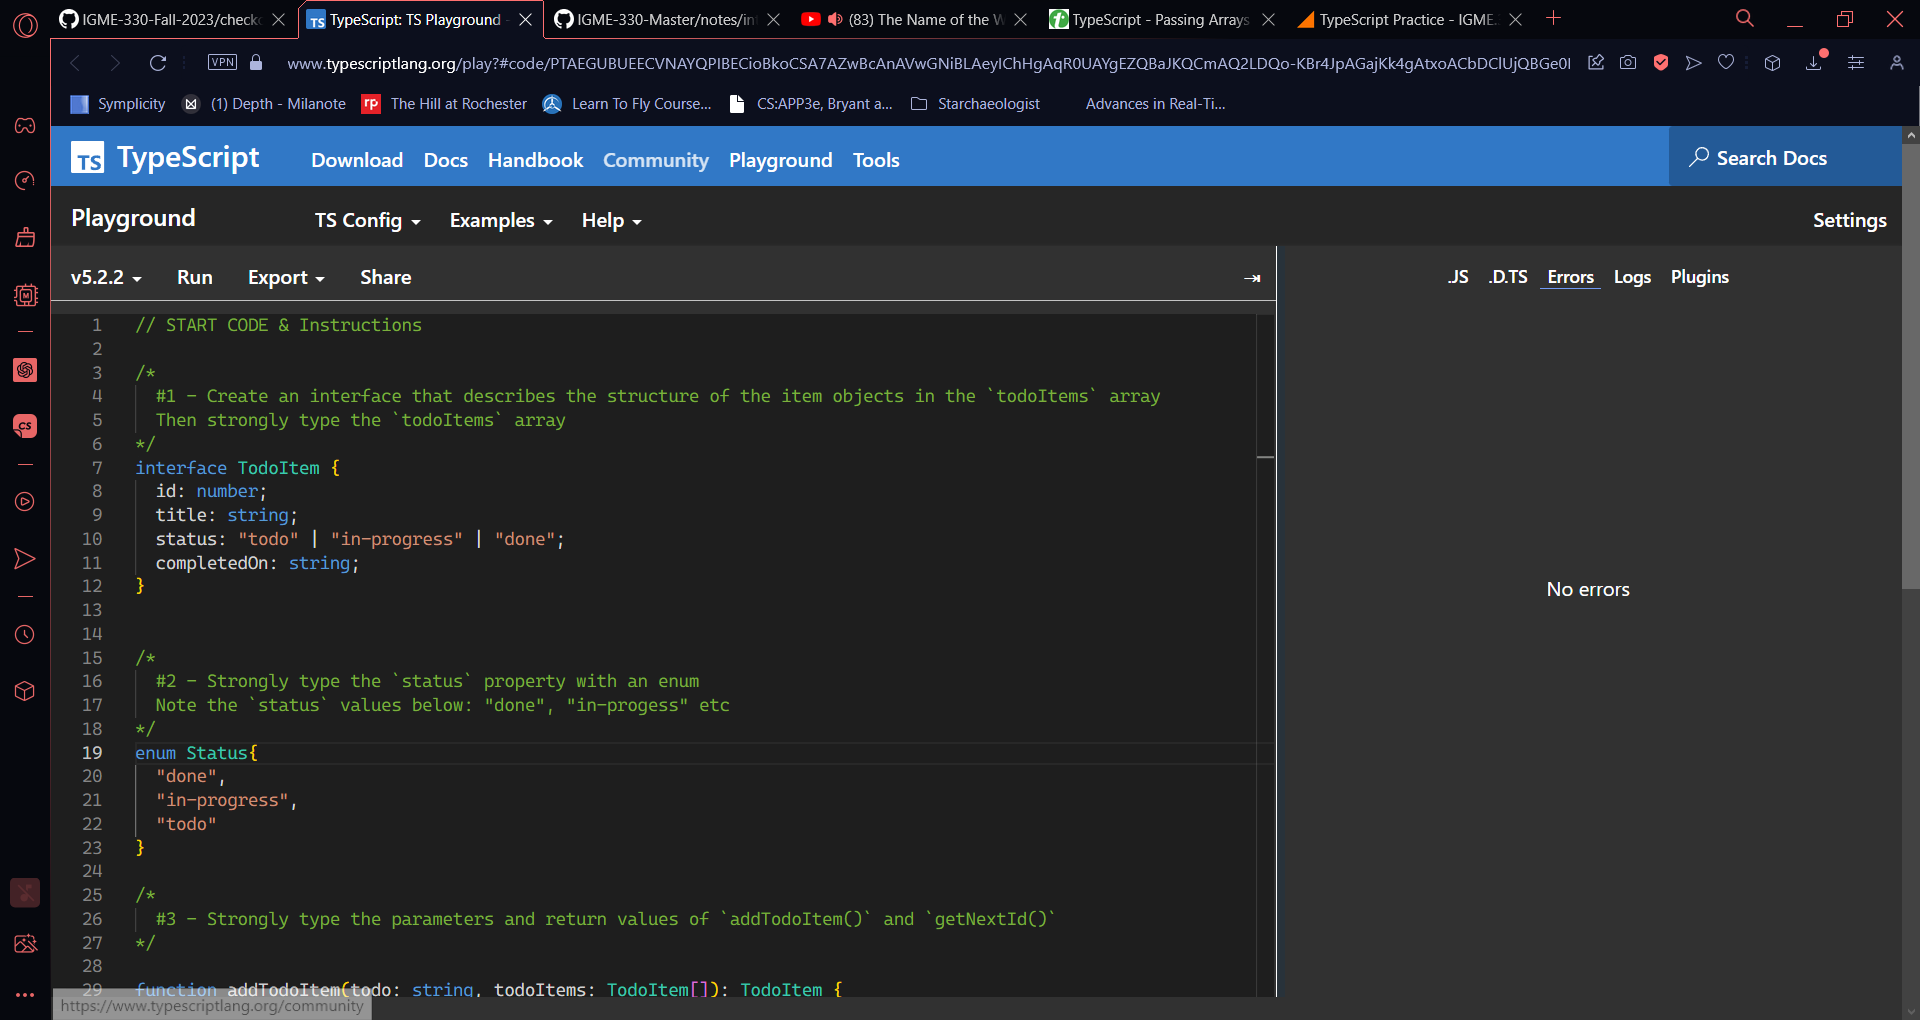 IGME-330-Fall-2023/checkc
TypeScript: TS Playground -
IGME-330-Master/notes/int
(83) The Name of the W
TypeScript - Passing Arrays
TypeScript Practice - IGME
VPN
www.typescriptlang.org/play?#code/PTAEGUBUEECVNAYQPIBECioBkoCSA7AZwBcAnAVwGNiBLAeyIChHgAqR0UAYgEZQBaJKQCmAQ2LDQo-KBr4JpAGajKk4gAtxoACbDClUjQBGe0I
Symplicity
(1) Depth - Milanote
rp The Hill at Rochester
Learn To Fly Course...
CS:APP3e, Bryant a...
Starchaeologist
Advances in Real-Ti...
TS TypeScript
Download Docs Handbook Community Playground Tools
Search Docs
Playground
TS Config Examples Help
Settings
v5.2.2 Run Export Share
.JS .D.TS Errors Logs Plugins
1 // START CODE & Instructions
2
3 /*
4 #1 - Create an interface that describes the structure of the item objects in the `todoItems` array
5 Then strongly type the `todoItems` array
6 */
7 interface TodoItem {
8 id: number;
9 title: string;
10 status: "todo" | "in-progress" | "done";
11 completedOn: string;
12 }
13
14
15 /*
16 #2 - Strongly type the `status` property with an enum
17 Note the `status` values below: "done", "in-progess" etc
18 */
19 enum Status{
20 "done",
21 "in-progress",
22 "todo"
23 }
24
25 /*
26 #3 - Strongly type the parameters and return values of `addTodoItem()` and `getNextId()`
27 */
28
29 function addTodoItem(todo: string, todoItems: TodoItem[]): TodoItem {
No errors
https://www.typescriptlang.org/community